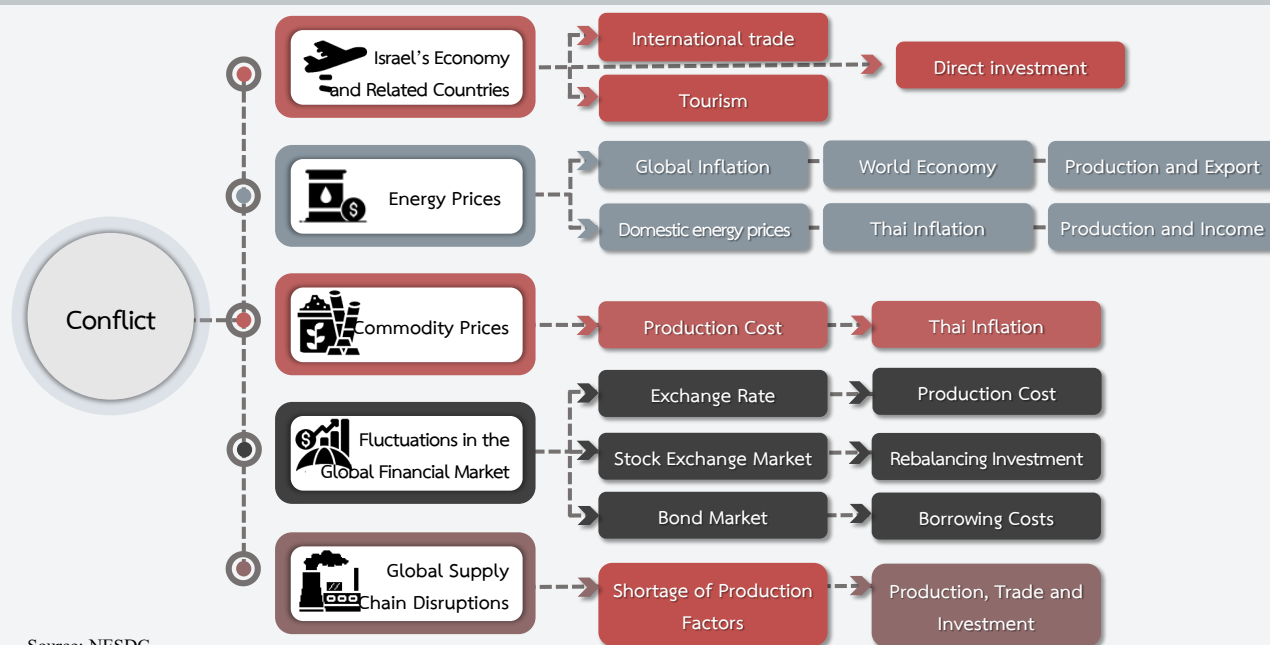 Conflict
Israel's Economy
and Related Countries
International trade
Tourism
Direct investment
Energy Prices
Global Inflation
World Economy
Production and Export
Domestic energy prices
Thai Inflation
Production and Income
Commodity Prices
Production Cost
Thai Inflation
Fluctuations in the
Global Financial Market
Exchange Rate
Production Cost
Stock Exchange Market
Rebalancing Investment
Bond Market
Borrowing Costs
Global Supply
Chain Disruptions
Shortage of Production
Factors
Production, Trade and
Investment
Source: NESDC